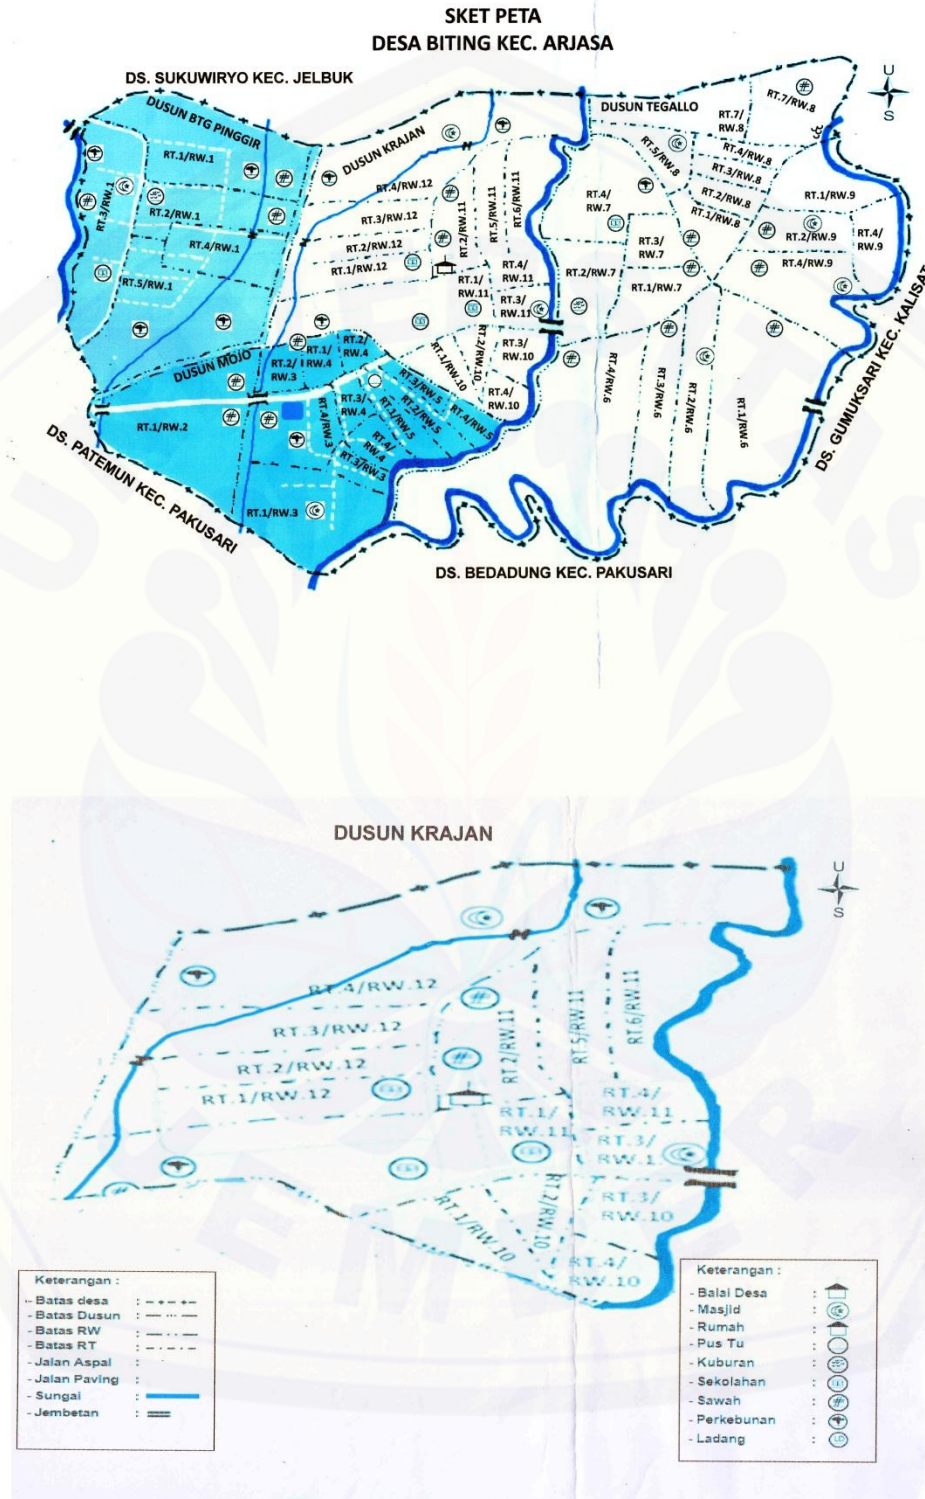 SKET PETA
DESA BITING KEC. ARJASA
DS. SUKUWIRYO KEC. JELBUK
U
S
DUSUN BTG PINGGIR
DUSUN KRAJAN
DUSUN TEGALLO
RT.7/RW.8
RT.7/
RW.8
RT.1/RW.1
RT.5/RW.8
RT.4/RW.8
RT.3/RW.8
RT.2/RW.8
RT.1/RW.8
RT.3/RW.1
RT.2/RW.1
RT.4/RW.1
RT.5/RW.1
RT.4/RW.12
RT.3/RW.12
RT.2/RW.12
RT.1/RW.12
RT.2/RW.11
RT.5/RW.11
RT.6/RW.11
RT.4/
RW.7
RT.3/
RW.7
RT.2/RW.7
RT.1/RW.7
RT.1/RW.9
RT.2/RW.9
RT.4/
RW.9
RT.4/RW.9
RT.1/
RW.11
RT.4/
RW.11
RT.3/
RW.11
RT.3/
RW.10
RT.1/RW.10
RT.2/RW.10
RT.4/
RW.10
DUSUN MOJO
RT.2/
RW.3
RT.1/
RW.4
RT.2/
RW.4
RT.3/
RW.4
RT.4/RW.3
RT.3/RW.5
RT.2/RW.5
RT.1/RW.5
RT.4/RW.5
RT.4/
RW.4
RT.3/RW.3
RT.1/RW.2
RT.1/RW.3
RT.4/RW.6
RT.3/RW.6
RT.2/RW.6
RT.1/RW.6
DS. GUMUKSARI KEC. KALISAT
DS. PATEMUN KEC. PAKUSARI
DS. BEDADUNG KEC. PAKUSARI
DUSUN KRAJAN
U
S
RT.4/RW.12
RT.3/RW.12
RT.2/RW.12
RT.1/RW.12
RT.2/RW.11
RT.5/RW.11
RT.6/RW.11
RT.1/
RW.11
RT.4/
RW.11
RT.3/
RW.1
RT.1/RW.10
RT.2/RW.10
RT.3/
RW.10
RT.4/
RW.10
Keterangan :
- Batas desa :
- Batas Dusun :
- Batas RW :
- Batas RT :
- Jalan Aspal :
- Jalan Paving :
- Sungai :
- Jembetan :
Keterangan :
- Balai Desa :
- Masjid :
- Rumah :
- Pus Tu :
- Kuburan :
- Sekolahan :
- Sawah :
- Perkebunan :
- Ladang : LD
UNIVERSITAS
JEMBER